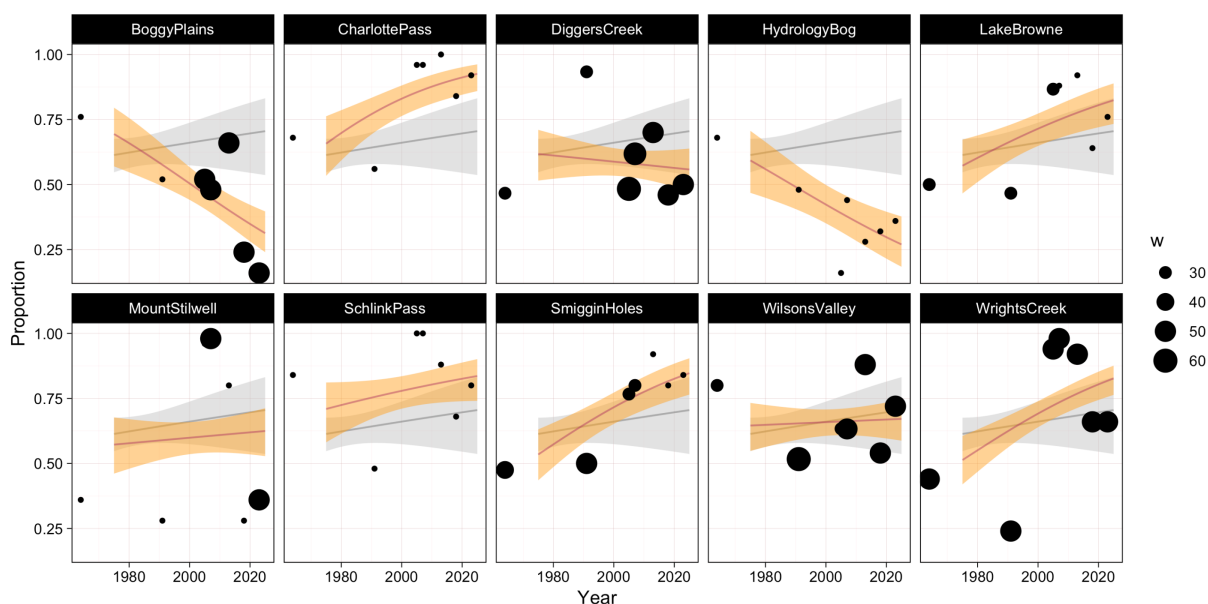 BoggyPlains CharlottePass DiggersCreek HydrologyBog LakeBrowne
1.00
0.75
0.50
0.25
MountStilwell SchlinkPass SmigginHoles WilsonsValley WrightsCreek
1.00
0.75
0.50
0.25
1980 2000 2020 1980 2000 2020 1980 2000 2020 1980 2000 2020 1980 2000 2020
Year
Proportion
w
30
40
50
60